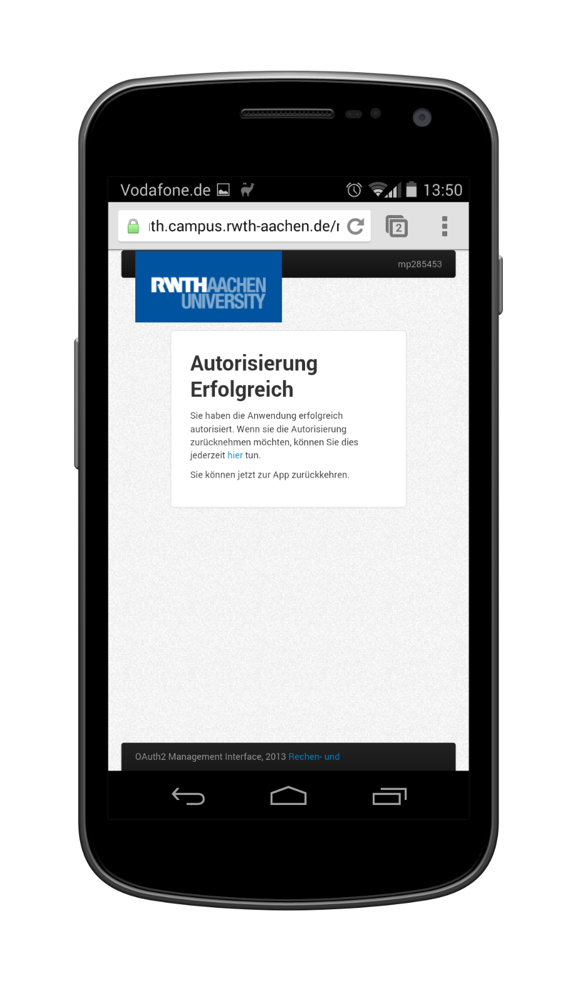 Vodafone.de 13:50
th.campus.rwth-aachen.de/r
2
mp285453
RWTHAACHEN
UNIVERSITY
Autorisierung
Erfolgreich
Sie haben die Anwendung erfolgreich
autorisiert. Wenn sie die Autorisierung
zurücknehmen möchten, können Sie dies
jederzeit hier tun.
Sie können jetzt zur App zurückkehren.
OAuth2 Management Interface, 2013 Rechen- und